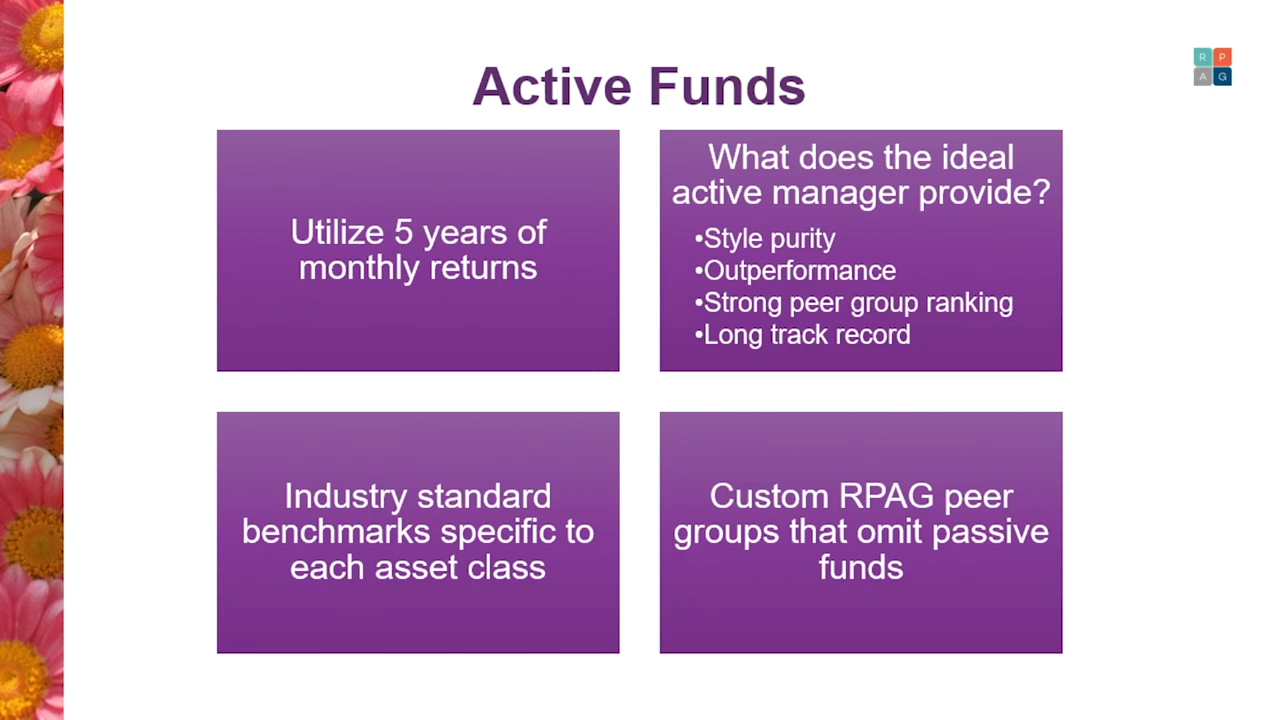 Active Funds
R P
A G
Utilize 5 years of
monthly returns
What does the ideal
active manager provide?
•Style purity
•Outperformance
•Strong peer group ranking
•Long track record
Industry standard
benchmarks specific to
each asset class
Custom RPAG peer
groups that omit passive
funds